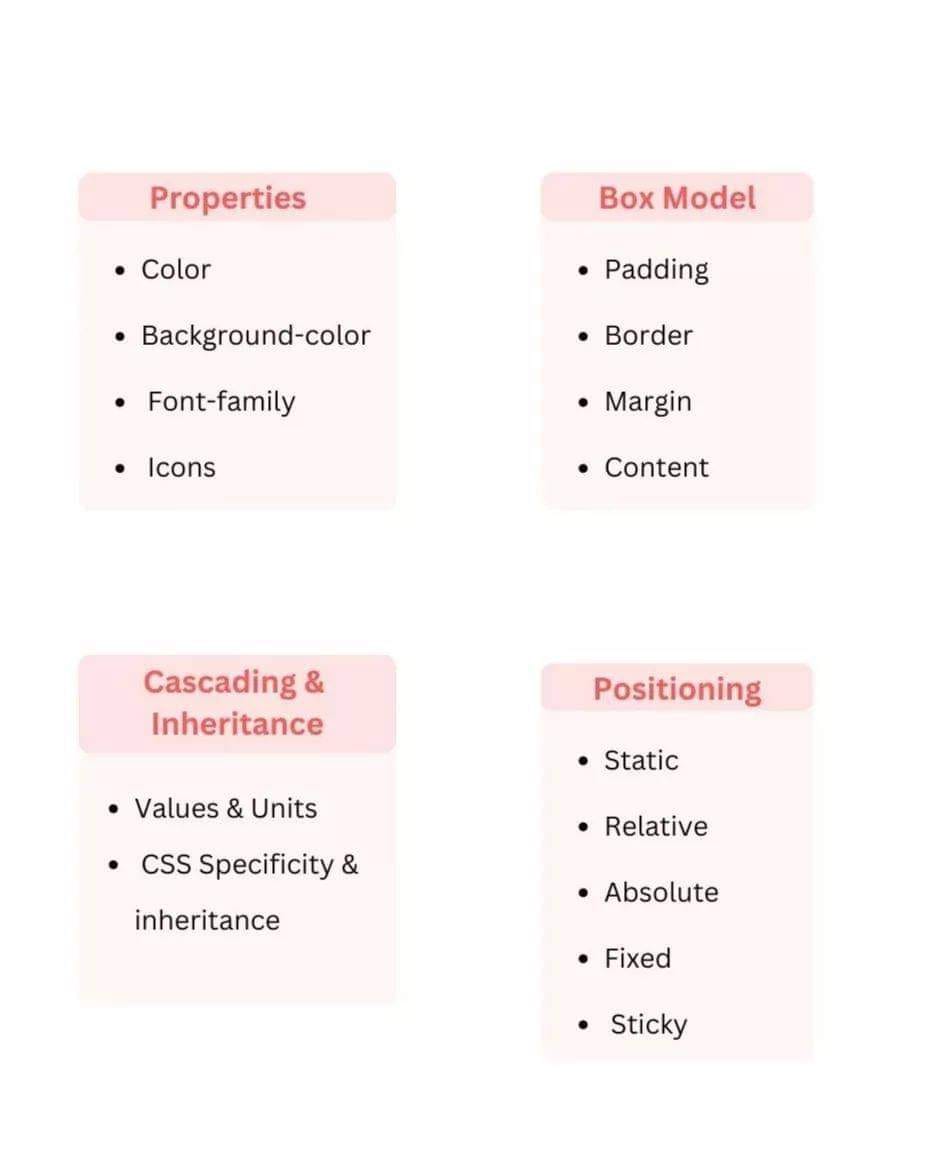 Properties
• Color
• Background-color
• Font-family
• Icons
Box Model
• Padding
• Border
• Margin
• Content
Cascading &
Inheritance
• Values & Units
• CSS Specificity &
inheritance
Positioning
• Static
• Relative
• Absolute
• Fixed
• Sticky